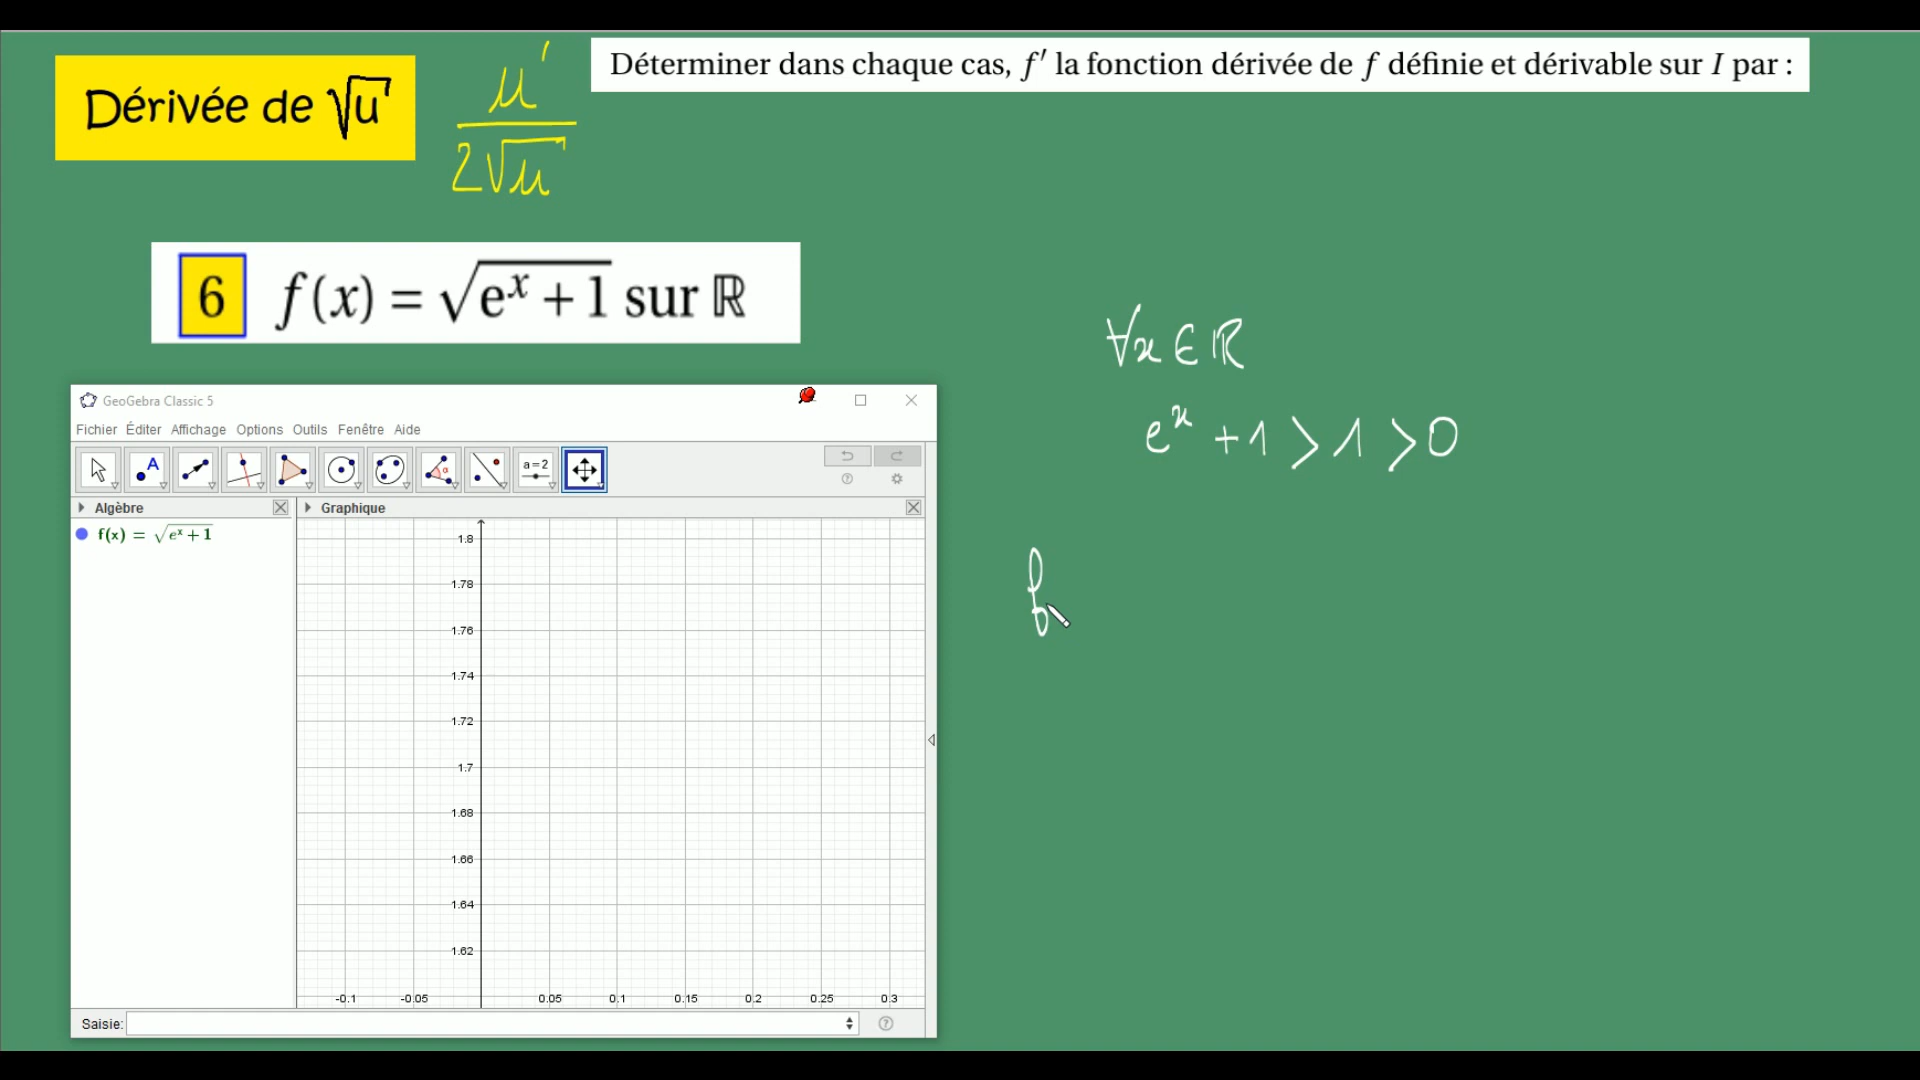 Dérivée de √u
u'
2√u
Déterminer dans chaque cas, f′ la fonction dérivée de f définie et dérivable sur I par :
6 f(x) = √(eˣ + 1) sur ℝ
∀x ∈ ℝ
eˣ + 1 > 1 > 0
f
GeoGebra Classic 5
Fichier Éditer Affichage Options Outils Fenêtre Aide
A
α
a=2
Algèbre
Graphique
f(x) = √(eˣ + 1)
1.8
1.78
1.76
1.74
1.72
1.7
1.68
1.66
1.64
1.62
-0.1 -0.05 0.05 0.1 0.15 0.2 0.25 0.3
Saisie: